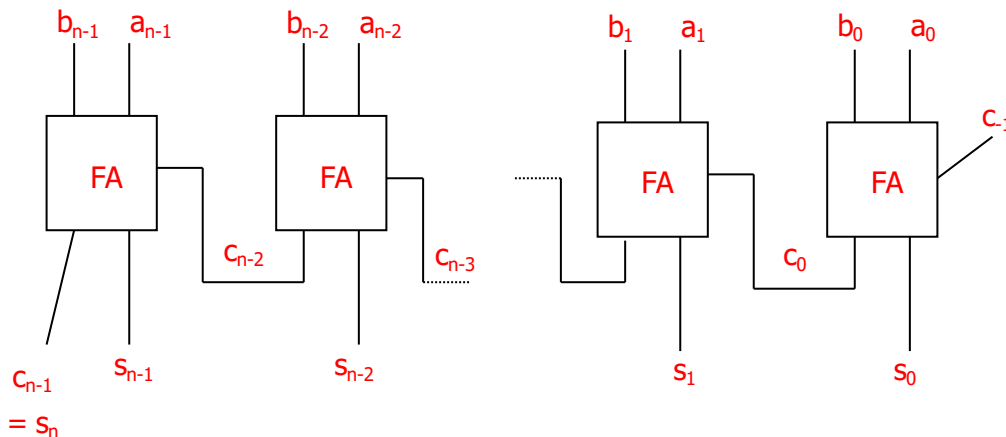 bₙ₋₁ aₙ₋₁ bₙ₋₂ aₙ₋₂ b₁ a₁ b₀ a₀
c₋₁
FA FA FA FA
cₙ₋₂ cₙ₋₃ c₀
cₙ₋₁ sₙ₋₁ sₙ₋₂ s₁ s₀
= sₙ